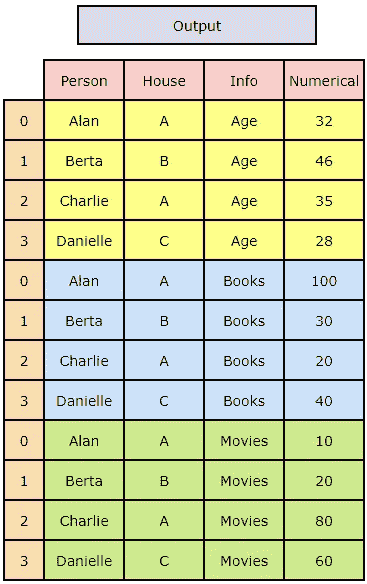 Output
Person House Info Numerical
0 Alan A Age 32
1 Berta B Age 46
2 Charlie A Age 35
3 Danielle C Age 28
0 Alan A Books 100
1 Berta B Books 30
2 Charlie A Books 20
3 Danielle C Books 40
0 Alan A Movies 10
1 Berta B Movies 20
2 Charlie A Movies 80
3 Danielle C Movies 60